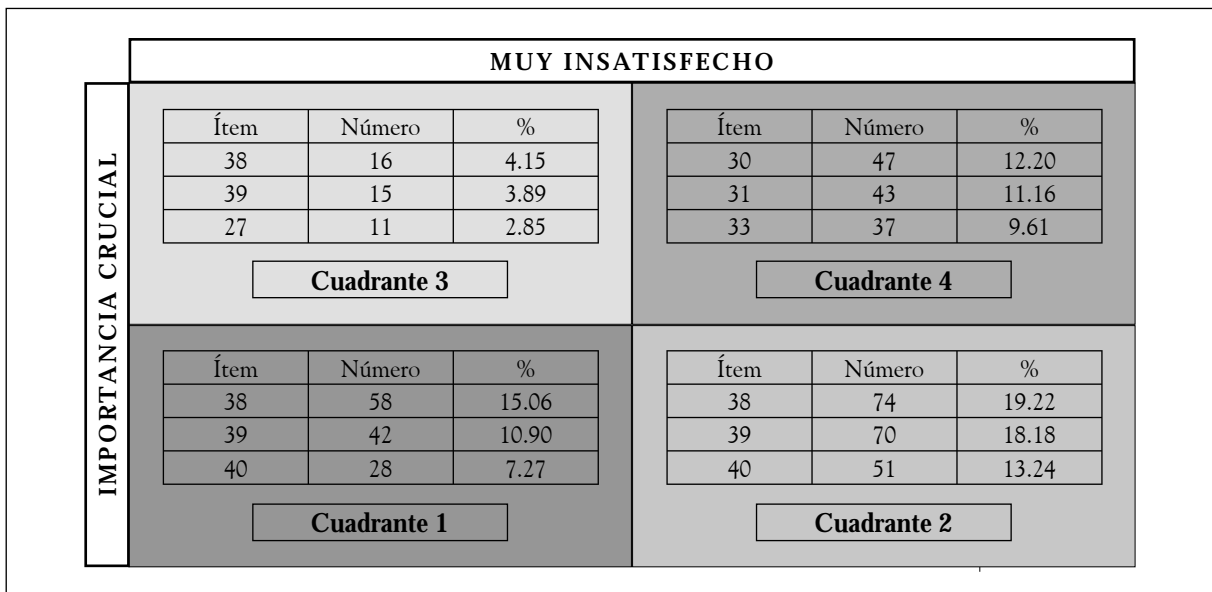 MUY INSATISFECHO
IMPORTANCIA CRUCIAL
Ítem Número %
38 16 4.15
39 15 3.89
27 11 2.85
Cuadrante 3
Ítem Número %
30 47 12.20
31 43 11.16
33 37 9.61
Cuadrante 4
Ítem Número %
38 58 15.06
39 42 10.90
40 28 7.27
Cuadrante 1
Ítem Número %
38 74 19.22
39 70 18.18
40 51 13.24
Cuadrante 2